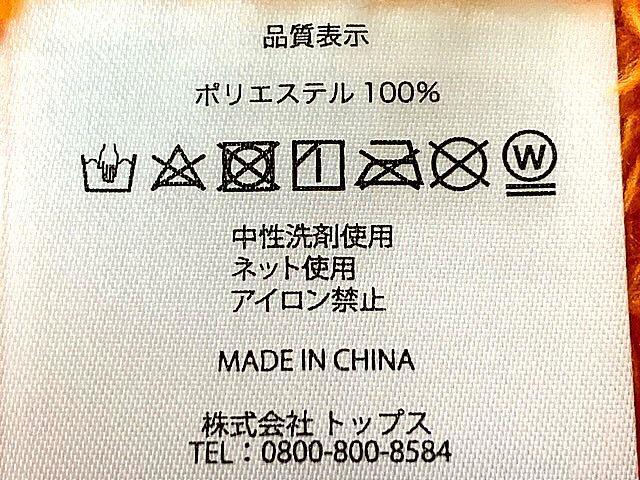 品質表示
ポリエステル 100%
W
中性洗剤使用
ネット使用
アイロン禁止
MADE IN CHINA
株式会社 トップス
TEL：0800-800-8584